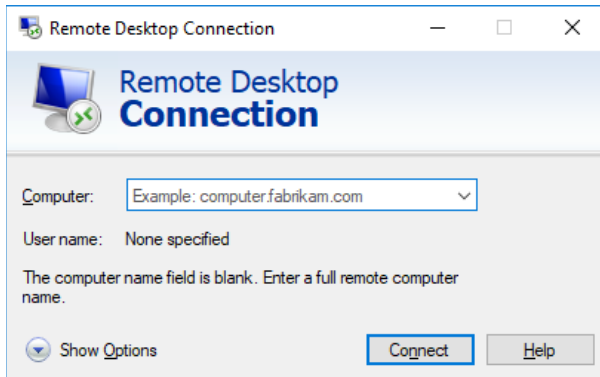 Remote Desktop Connection
Remote Desktop
Connection
Computer: Example: computer.fabrikam.com
User name: None specified
The computer name field is blank. Enter a full remote computer
name.
Show Options Connect Help